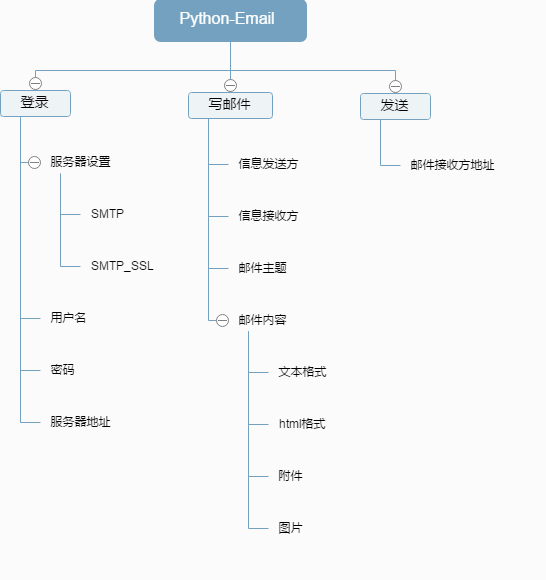 Python-Email
登录
服务器设置
SMTP
SMTP_SSL
用户名
密码
服务器地址
写邮件
信息发送方
信息接收方
邮件主题
邮件内容
文本格式
html格式
附件
图片
发送
邮件接收方地址